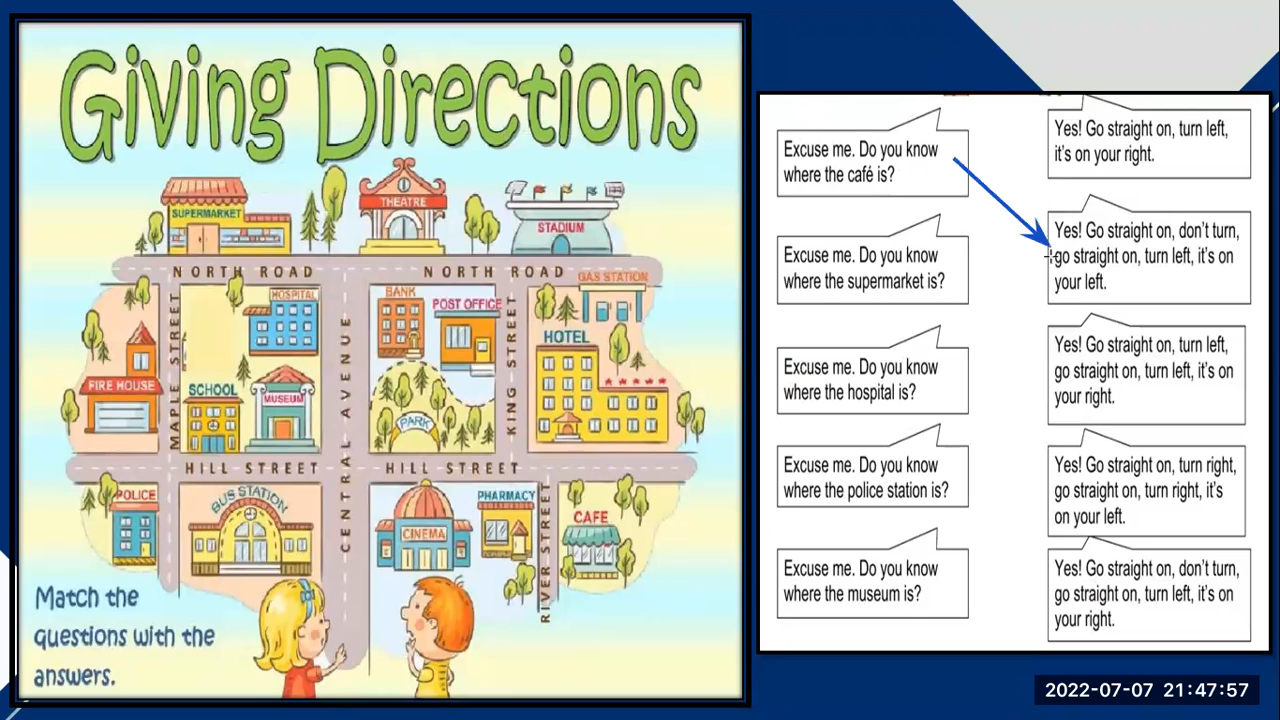 Giving Directions
SUPERMARKET
THEATRE
STADIUM
NORTH ROAD
NORTH ROAD
GAS STATION
HOSPITAL
BANK
POST OFFICE
HOTEL
FIRE HOUSE
MAPLE STREET
SCHOOL
MUSEUM
CENTRAL AVENUE
PARK
KING STREET
HILL STREET
HILL STREET
POLICE
BUS STATION
CINEMA
PHARMACY
CAFE
RIVER STREET
Match the
questions with the
answers.
Excuse me. Do you know
where the café is?
Excuse me. Do you know
where the supermarket is?
Excuse me. Do you know
where the hospital is?
Excuse me. Do you know
where the police station is?
Excuse me. Do you know
where the museum is?
Yes! Go straight on, turn left,
it's on your right.
Yes! Go straight on, don't turn,
go straight on, turn left, it's on
your left.
Yes! Go straight on, turn left,
go straight on, turn left, it's on
your right.
Yes! Go straight on, turn right,
go straight on, turn right, it's
on your left.
Yes! Go straight on, don't turn,
go straight on, turn left, it's on
your right.
2022-07-07 21:47:57